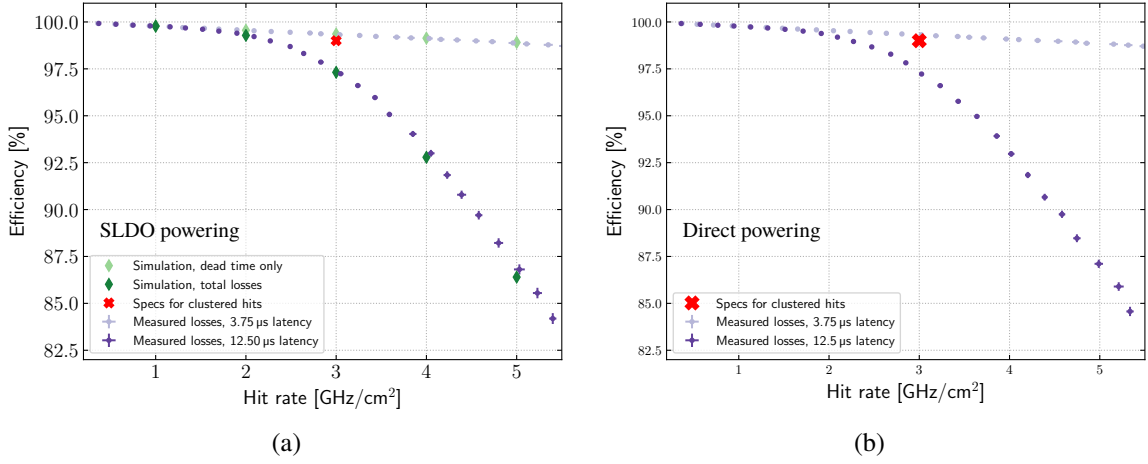 100.0
97.5
95.0
92.5
90.0
87.5
85.0
82.5
Efficiency [%]
SLDO powering
Simulation, dead time only
Simulation, total losses
Specs for clustered hits
Measured losses, 3.75 µs latency
Measured losses, 12.50 µs latency
1 2 3 4 5
Hit rate [GHz/cm²]
(a)
100.0
97.5
95.0
92.5
90.0
87.5
85.0
82.5
Efficiency [%]
Direct powering
Specs for clustered hits
Measured losses, 3.75 µs latency
Measured losses, 12.5 µs latency
1 2 3 4 5
Hit rate [GHz/cm²]
(b)